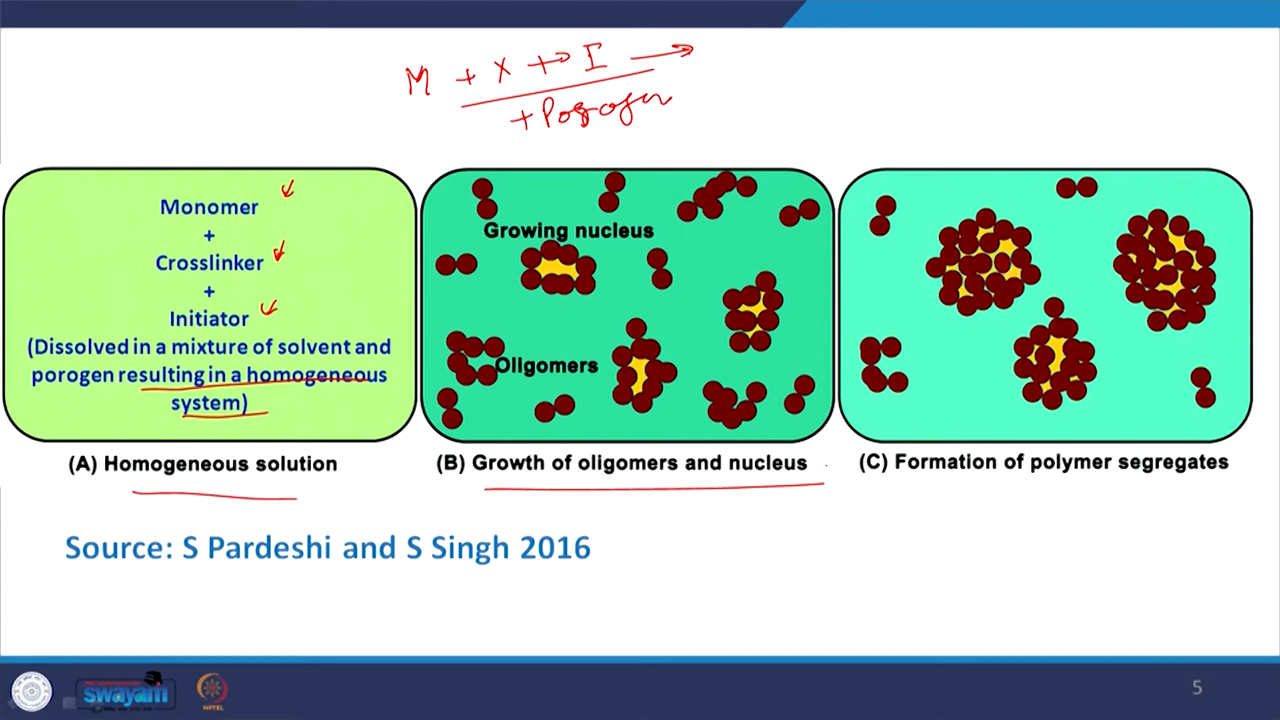 M + X + I →
+ Porogen
Monomer
+
Crosslinker
+
Initiator
(Dissolved in a mixture of solvent and
porogen resulting in a homogeneous
system)
(A) Homogeneous solution
Growing nucleus
Oligomers
(B) Growth of oligomers and nucleus
(C) Formation of polymer segregates
Source: S Pardeshi and S Singh 2016
swayam
NPTEL
5